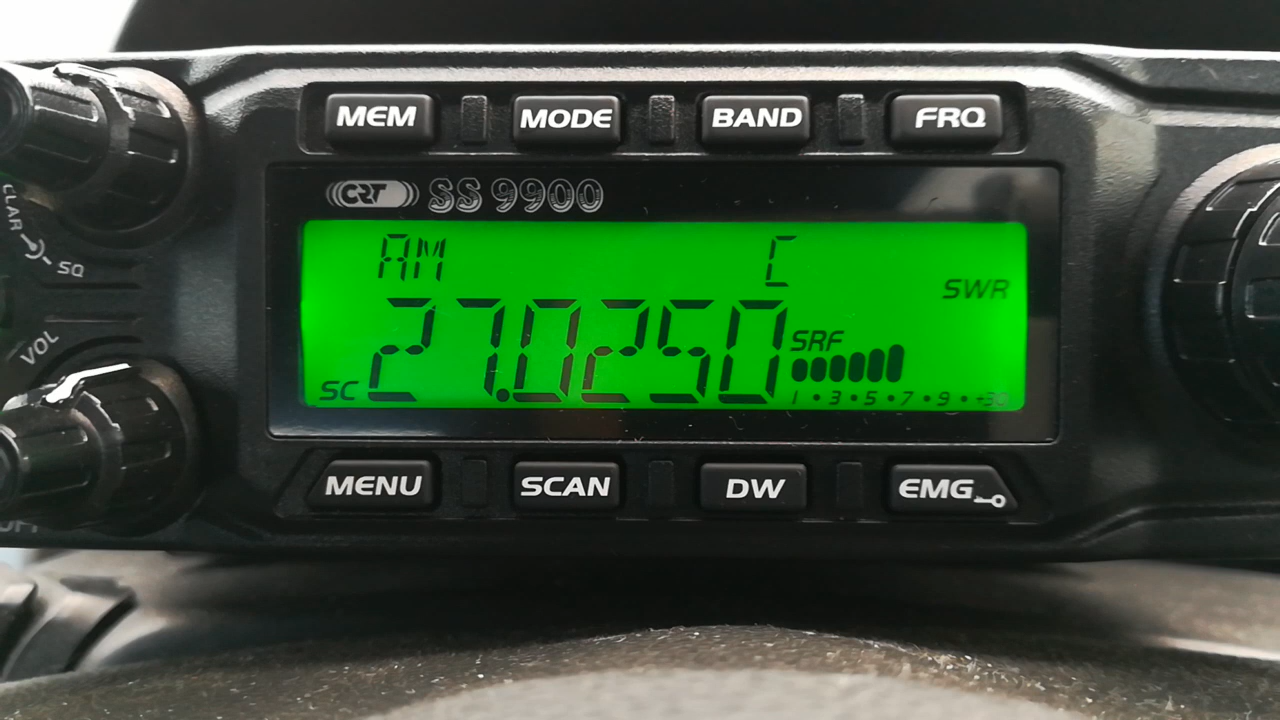 MEM MODE BAND FRQ
CRT SS 9900
AM C
SWR
27.0250
SRF
SC
1 • 3 • 5 • 7 • 9 • +30
CLAR
SQ
VOL
MENU SCAN DW EMG